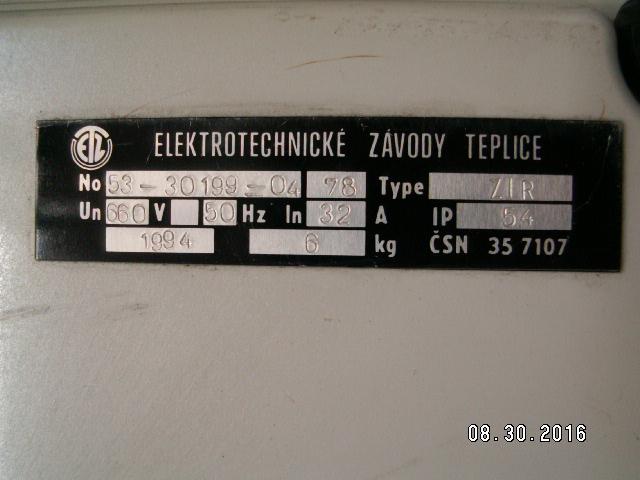 ETZ ELEKTROTECHNICKÉ ZÁVODY TEPLICE
No 53-30199-04 78 Type ZIR
Un 660 V 50 Hz In 32 A IP 54
1994 6 kg ČSN 35 7107
08.30.2016